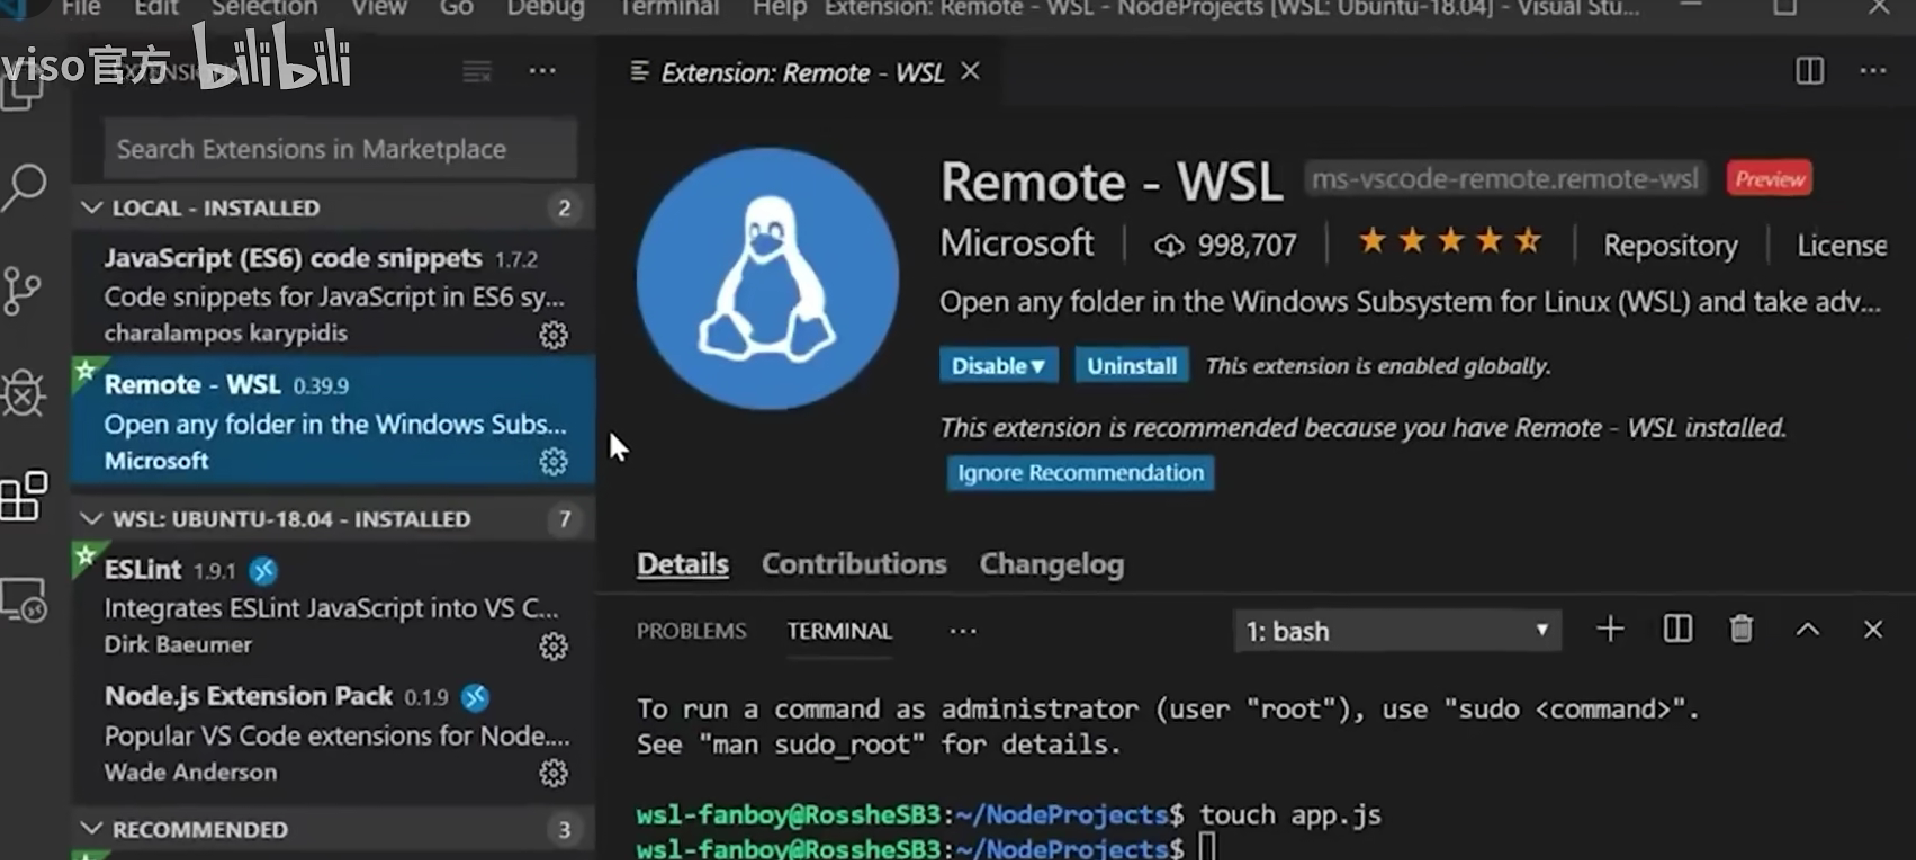 File Edit Selection View Go Debug Terminal Help Extension: Remote - WSL - NodeProjects [WSL: Ubuntu-18.04] - Visual Stu...
viso官方 bilibili
EXTENSIONS
Extension: Remote - WSL
Search Extensions in Marketplace
LOCAL - INSTALLED 2
JavaScript (ES6) code snippets 1.7.2
Code snippets for JavaScript in ES6 sy...
charalampos karypidis
Remote - WSL 0.39.9
Open any folder in the Windows Subs...
Microsoft
WSL: UBUNTU-18.04 - INSTALLED 7
ESLint 1.9.1
Integrates ESLint JavaScript into VS C...
Dirk Baeumer
Node.js Extension Pack 0.1.9
Popular VS Code extensions for Node....
Wade Anderson
RECOMMENDED 3
Remote - WSL ms-vscode-remote.remote-wsl Preview
Microsoft 998,707 Repository License
Open any folder in the Windows Subsystem for Linux (WSL) and take adv...
Disable Uninstall This extension is enabled globally.
This extension is recommended because you have Remote - WSL installed.
Ignore Recommendation
Details Contributions Changelog
PROBLEMS TERMINAL ... 1: bash
To run a command as administrator (user "root"), use "sudo <command>".
See "man sudo_root" for details.
wsl-fanboy@RossheSB3:~/NodeProjects$ touch app.js
wsl-fanboy@RossheSB3:~/NodeProjects$